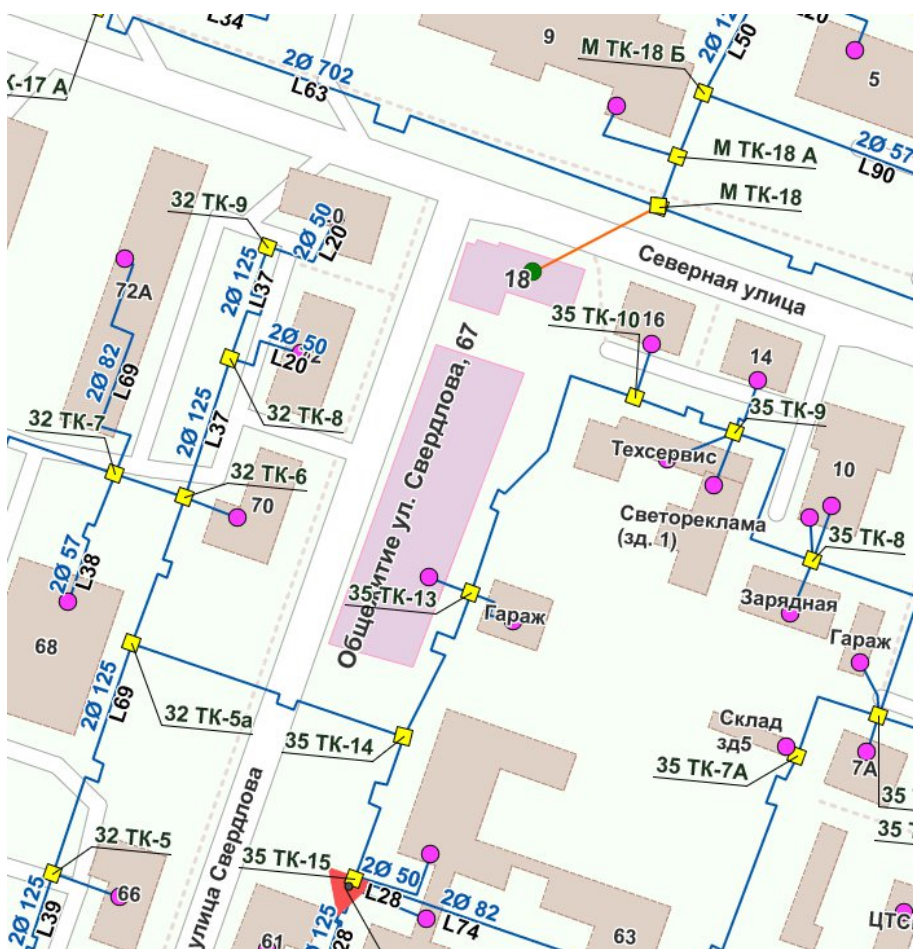 L34
2Ø 702
L63
9
М ТК-18 Б
L50
5
К-17 А
М ТК-18 А
2Ø 57
L90
М ТК-18
32 ТК-9
2Ø 50
L20
Северная улица
18
72А
2Ø 125
L37
35 ТК-10
16
2Ø 82
L69
2Ø 50
L20
14
32 ТК-8
Общежитие ул. Свердлова, 67
32 ТК-7
2Ø 125
L37
35 ТК-9
Техсервис
32 ТК-6
70
10
Светореклама
(зд. 1)
35 ТК-8
2Ø 57
L38
35 ТК-13
Гараж
Зарядная
68
Гараж
2Ø 125
L69
32 ТК-5а
35 ТК-14
Склад
зд5
35 ТК-7А
7А
35
32 ТК-5
35 ТК-15
2Ø 50
L28
2Ø 82
L74
66
2Ø 125
L39
улица Свердлова
61
63
ЦТС